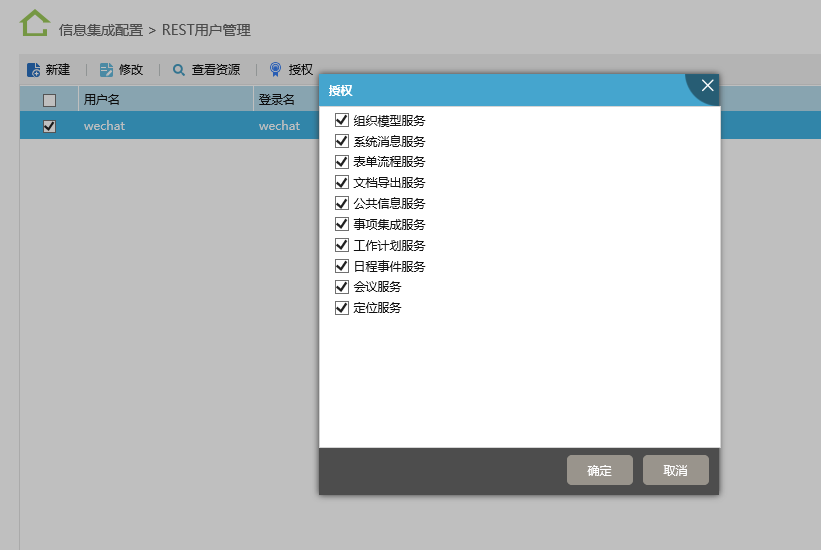 信息集成配置 > REST用户管理
新建 修改 查看资源 授权
用户名 登录名
wechat wechat
授权
组织模型服务
系统消息服务
表单流程服务
文档导出服务
公共信息服务
事项集成服务
工作计划服务
日程事件服务
会议服务
定位服务
确定 取消